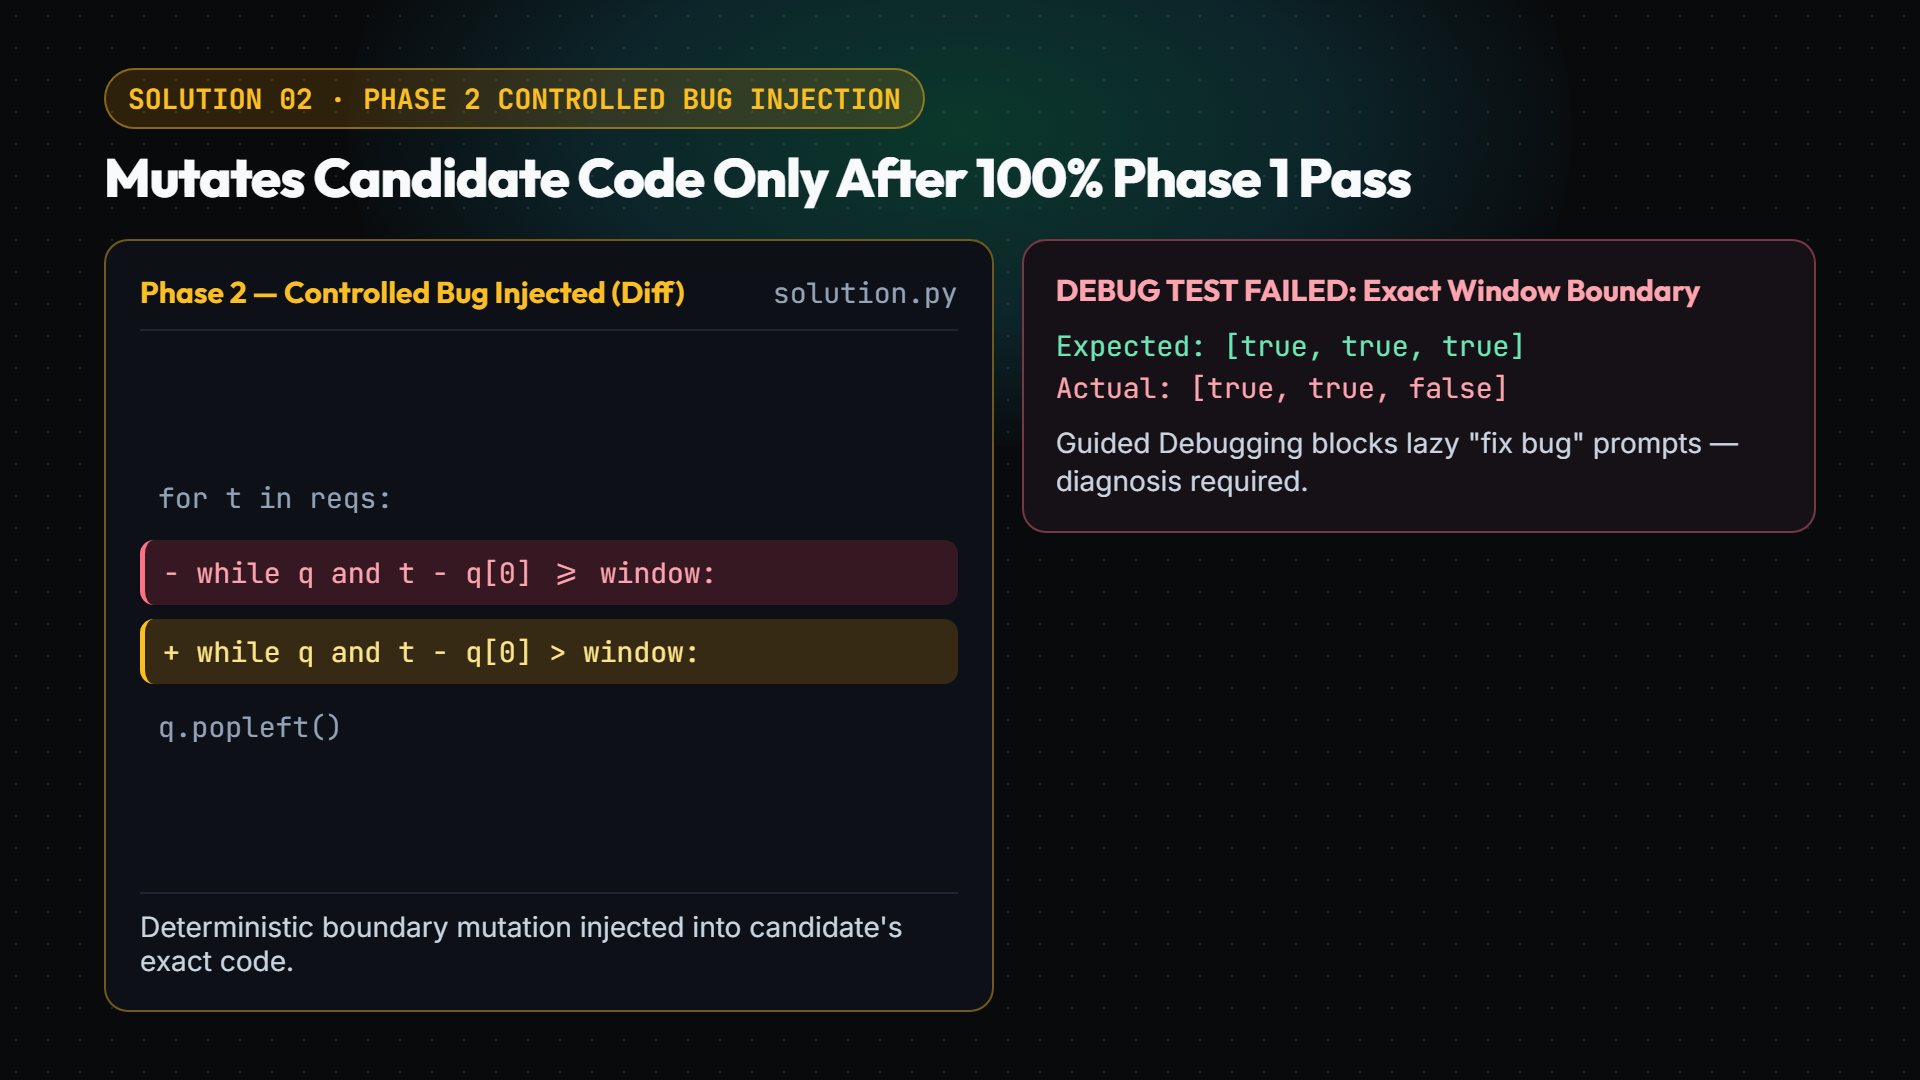 SOLUTION 02 · PHASE 2 CONTROLLED BUG INJECTION
Mutates Candidate Code Only After 100% Phase 1 Pass
Phase 2 — Controlled Bug Injected (Diff)
solution.py
for t in reqs:
- while q and t - q[0] >= window:
+ while q and t - q[0] > window:
q.popleft()
Deterministic boundary mutation injected into candidate's
exact code.
DEBUG TEST FAILED: Exact Window Boundary
Expected: [true, true, true]
Actual: [true, true, false]
Guided Debugging blocks lazy "fix bug" prompts —
diagnosis required.